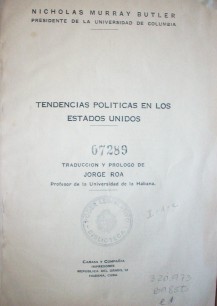 NICHOLAS MURRAY BUTLER
PRESIDENTE DE LA UNIVERSIDAD DE COLUMBIA
TENDENCIAS POLITICAS EN LOS
ESTADOS UNIDOS
67289
TRADUCCION Y PROLOGO DE
JORGE ROA
Profesor de la Universidad de la Habana.